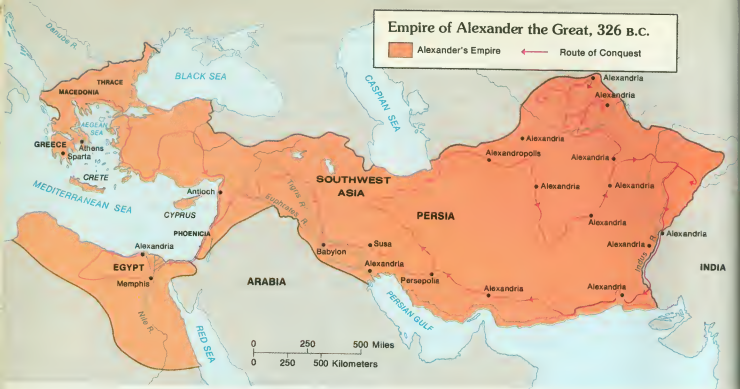 Empire of Alexander the Great, 326 B.C.
Alexander's Empire
Route of Conquest
Danube R.
THRACE
MACEDONIA
BLACK SEA
CASPIAN SEA
AEGEAN
SEA
GREECE
Athens
Sparta
CRETE
MEDITERRANEAN SEA
Antioch
CYPRUS
PHOENICIA
Alexandria
EGYPT
Memphis
Nile R.
RED SEA
SOUTHWEST
ASIA
Tigris R.
Euphrates R.
Babylon
Susa
Alexandria
ARABIA
PERSIA
Persepolis
PERSIAN GULF
Alexandria
Alexandria
Alexandria
Alexandropolis
Alexandria
Alexandria
Alexandria
Alexandria
Alexandria
Alexandria
Indus R.
Alexandria
Alexandria
INDIA
0 250 500 Miles
0 250 500 Kilometers